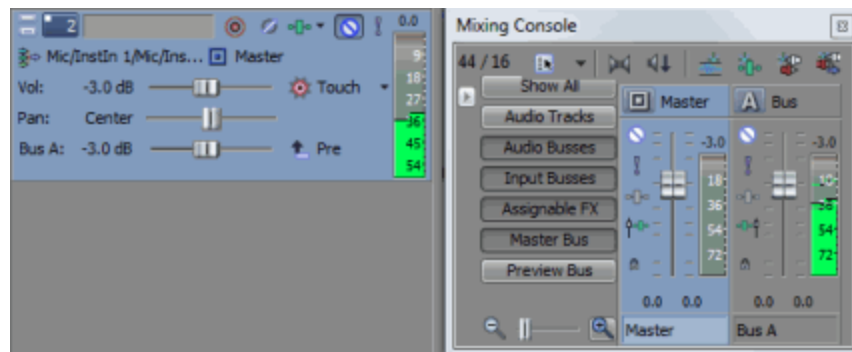 2 0.0
Mic/InstIn 1/Mic/Ins... Master
Vol: -3.0 dB Touch
Pan: Center
Bus A: -3.0 dB Pre
9
18
27
36
45
54
Mixing Console
44 / 16
Show All
Audio Tracks
Audio Busses
Input Busses
Assignable FX
Master Bus
Preview Bus
Master
-3.0
18
36
54
72
0.0 0.0
Master
A Bus
-3.0
36
54
72
0.0 0.0
Bus A